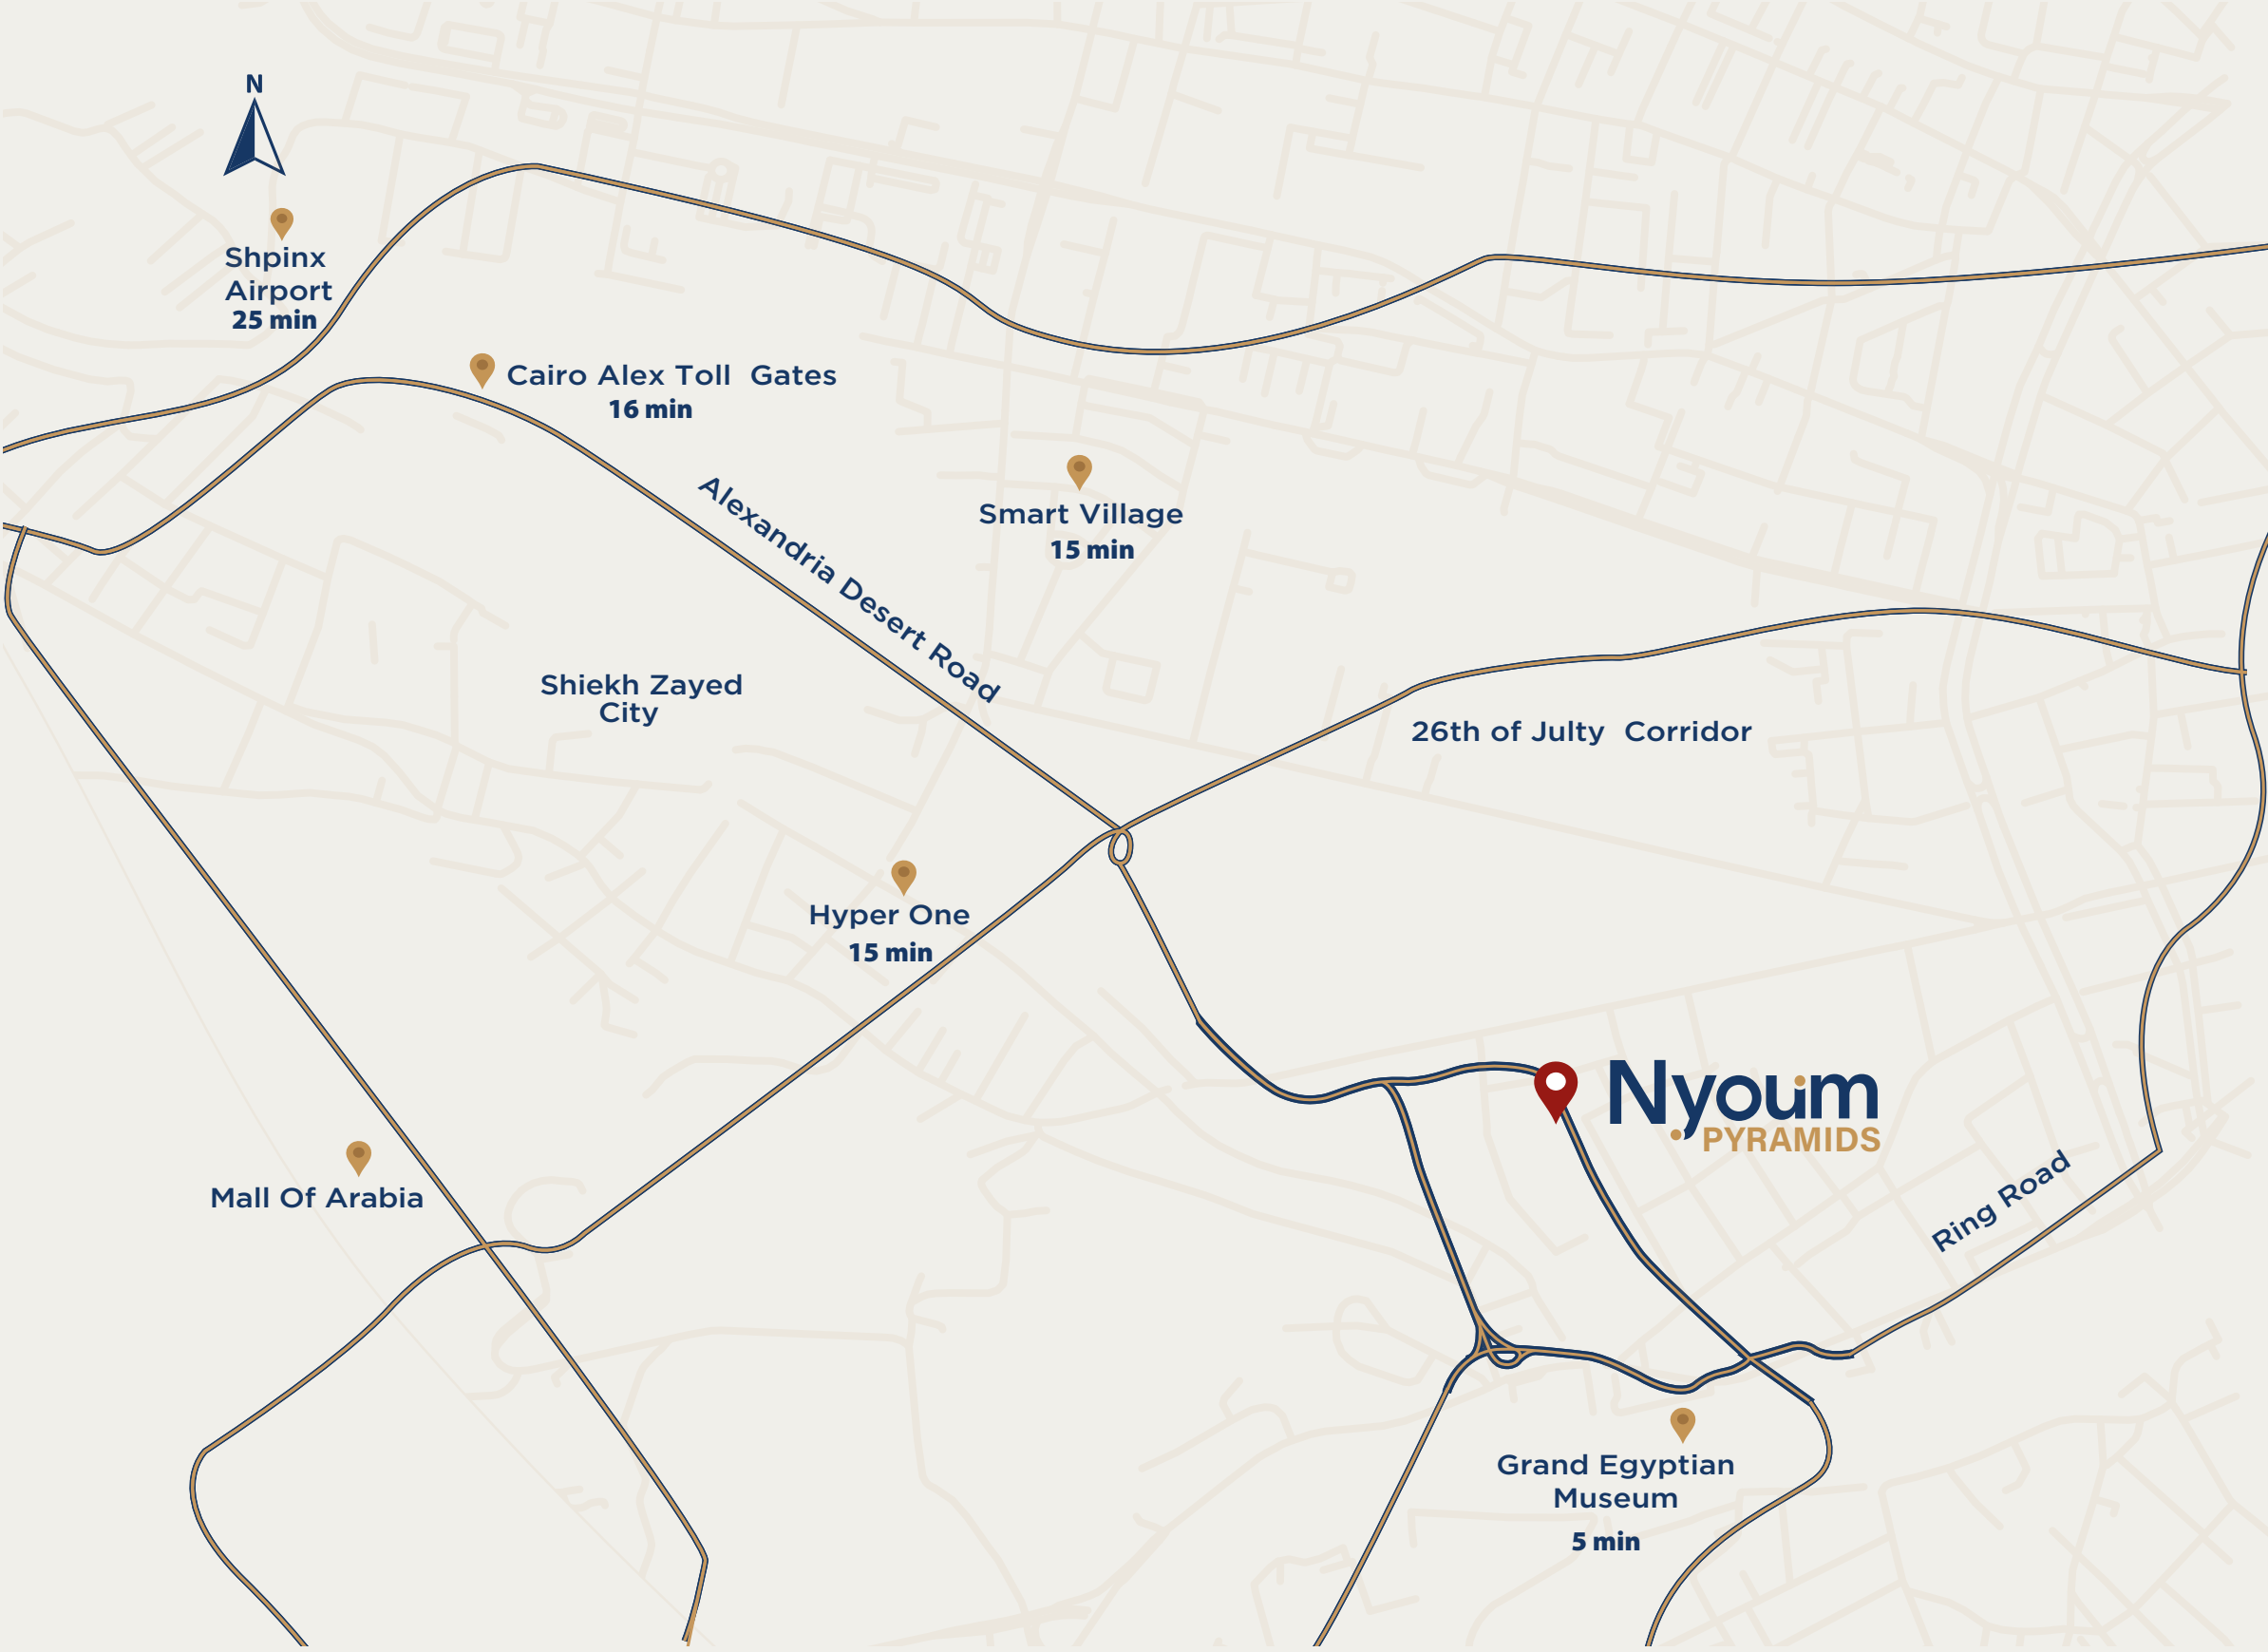 N
Shpinx
Airport
25 min
Cairo Alex Toll  Gates
16 min
Smart Village
15 min
Alexandria Desert Road
Shiekh Zayed
City
26th of Julty  Corridor
Hyper One
15 min
Nyoum
PYRAMIDS
Mall Of Arabia
Ring Road
Grand Egyptian
Museum
5 min